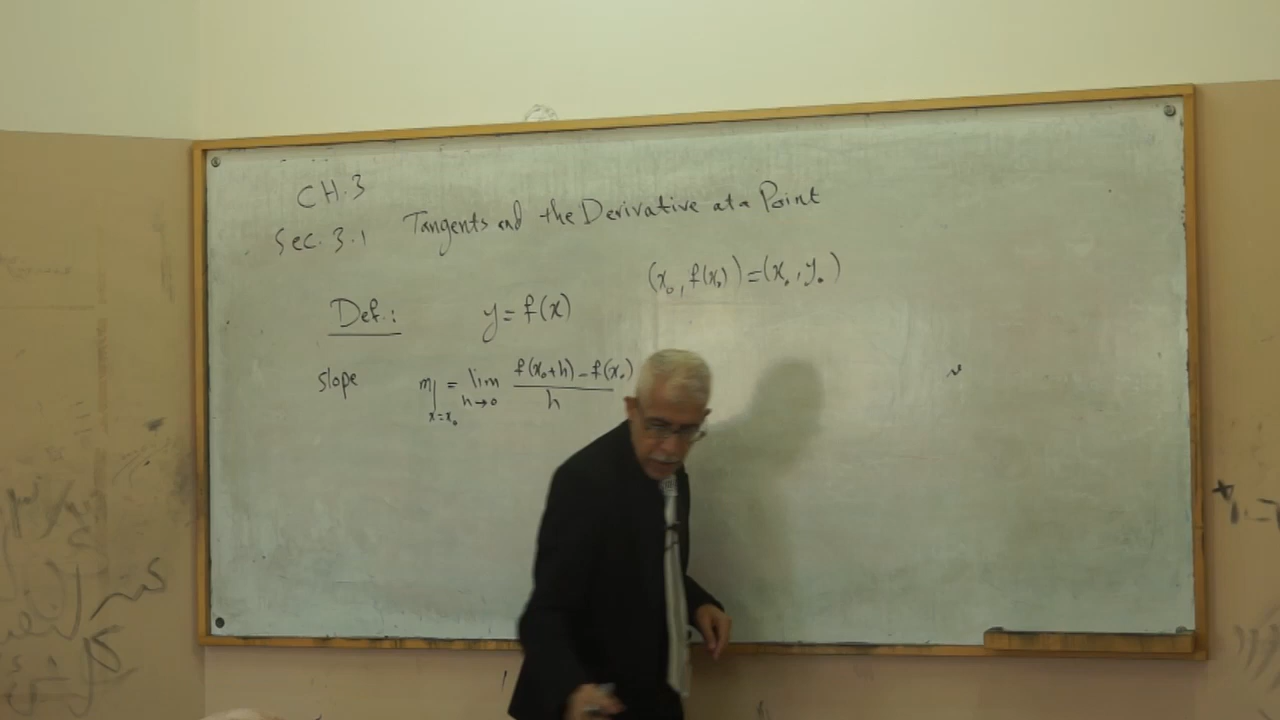 CH.3
Sec. 3.1 Tangents and the Derivative at a Point
(x₀, f(x₀)) = (x₀, y₀)
Def.: y = f(x)
slope m|ₓ₌ₓ₀ = lim h→0 (f(x₀+h) - f(x₀))/h